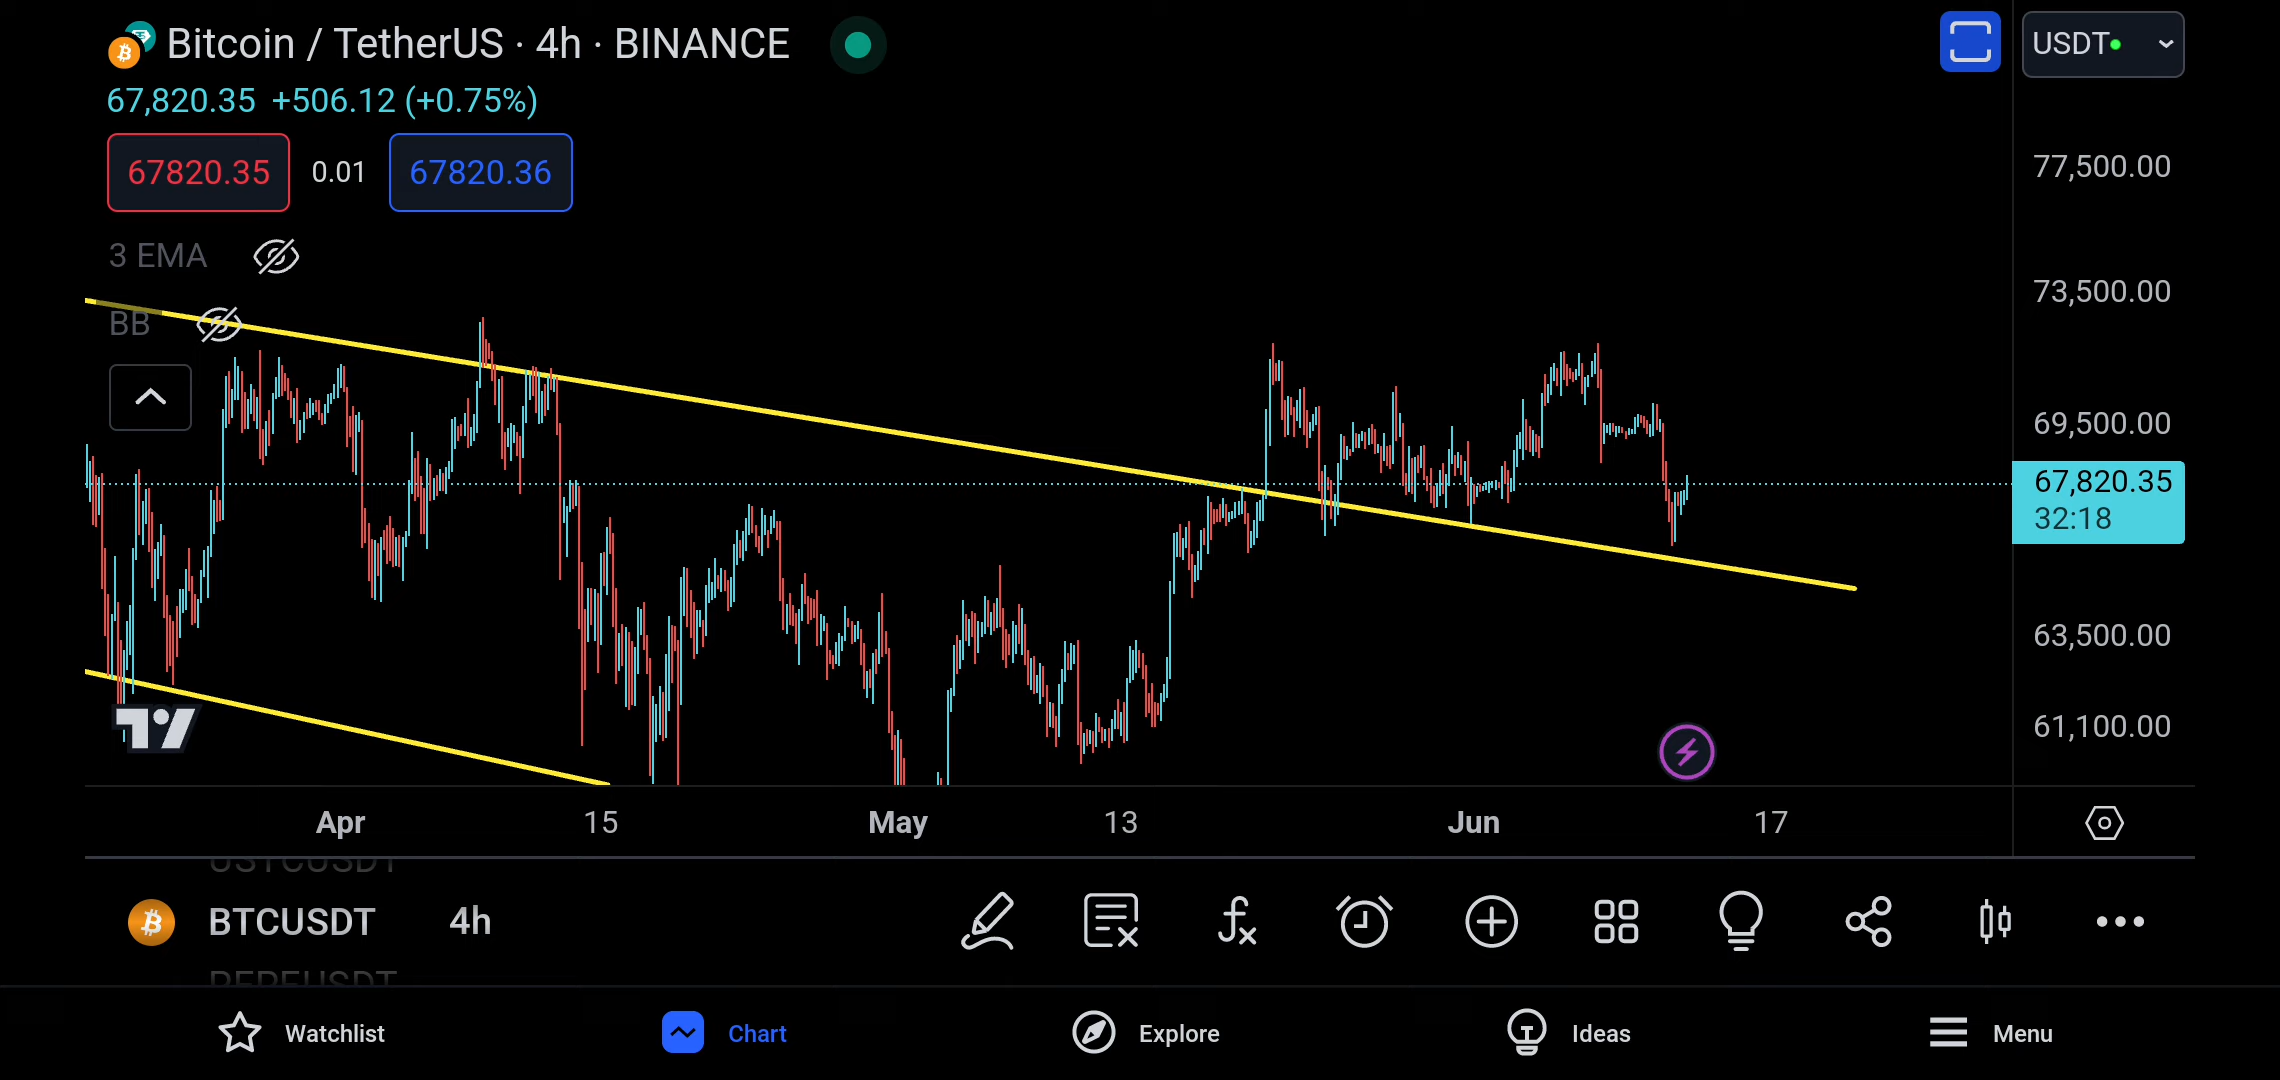 Bitcoin / TetherUS · 4h · BINANCE
USDT
67,820.35 +506.12 (+0.75%)
67820.35 0.01 67820.36
3 EMA
BB
77,500.00
73,500.00
69,500.00
67,820.35
32:18
63,500.00
61,100.00
Apr 15 May 13 Jun 17
BTCUSDT 4h
Watchlist Chart Explore Ideas Menu